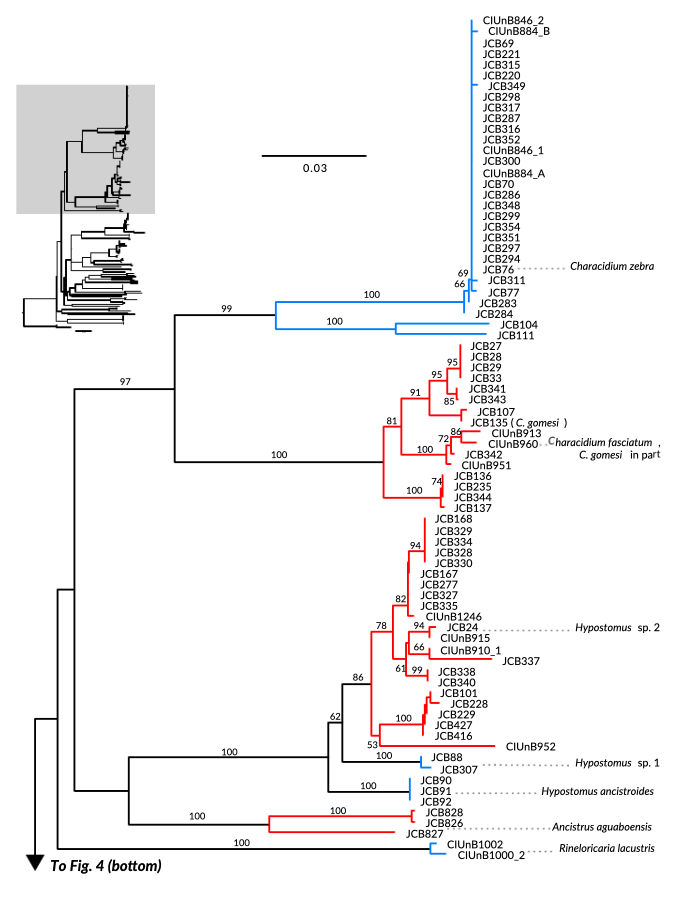 CIUnB846_2
CIUnB884_B
JCB69
JCB221
JCB315
JCB220
JCB349
JCB298
JCB317
JCB287
0.03
JCB316
JCB352
CIUnB846_1
JCB300
CIUnB884_A
JCB70
JCB286
JCB348
JCB299
JCB354
JCB351
JCB297
JCB294
JCB76 Characidium zebra
69
JCB311
66
JCB77
100
JCB283
99
JCB284
100
JCB104
JCB111
JCB27
JCB28
95
JCB29
95
JCB33
97
JCB341
91
85
JCB343
JCB107
81
JCB135 ( C. gomesi )
86
CIUnB913
72
CIUnB960 Characidium fasciatum ,
100
JCB342 C. gomesi in part
100
CIUnB951
JCB136
74
JCB235
100
JCB344
JCB137
JCB168
JCB329
JCB334
94
JCB328
JCB330
JCB167
JCB277
JCB327
82
JCB335
CIUnB1246
78
94
JCB24 Hypostomus sp. 2
CIUnB915
66
CIUnB910_1
JCB337
61
99
JCB338
86
JCB340
JCB101
JCB228
62
100
JCB229
JCB427
JCB416
53
CIUnB952
100
100
JCB88
JCB307 Hypostomus sp. 1
JCB90
100
JCB91 Hypostomus ancistroides
JCB92
100
100
JCB828
JCB826
JCB827 Ancistrus aguaboensis
100
CIUnB1002
CIUnB1000_2 Rineloricaria lacustris
To Fig. 4 (bottom)